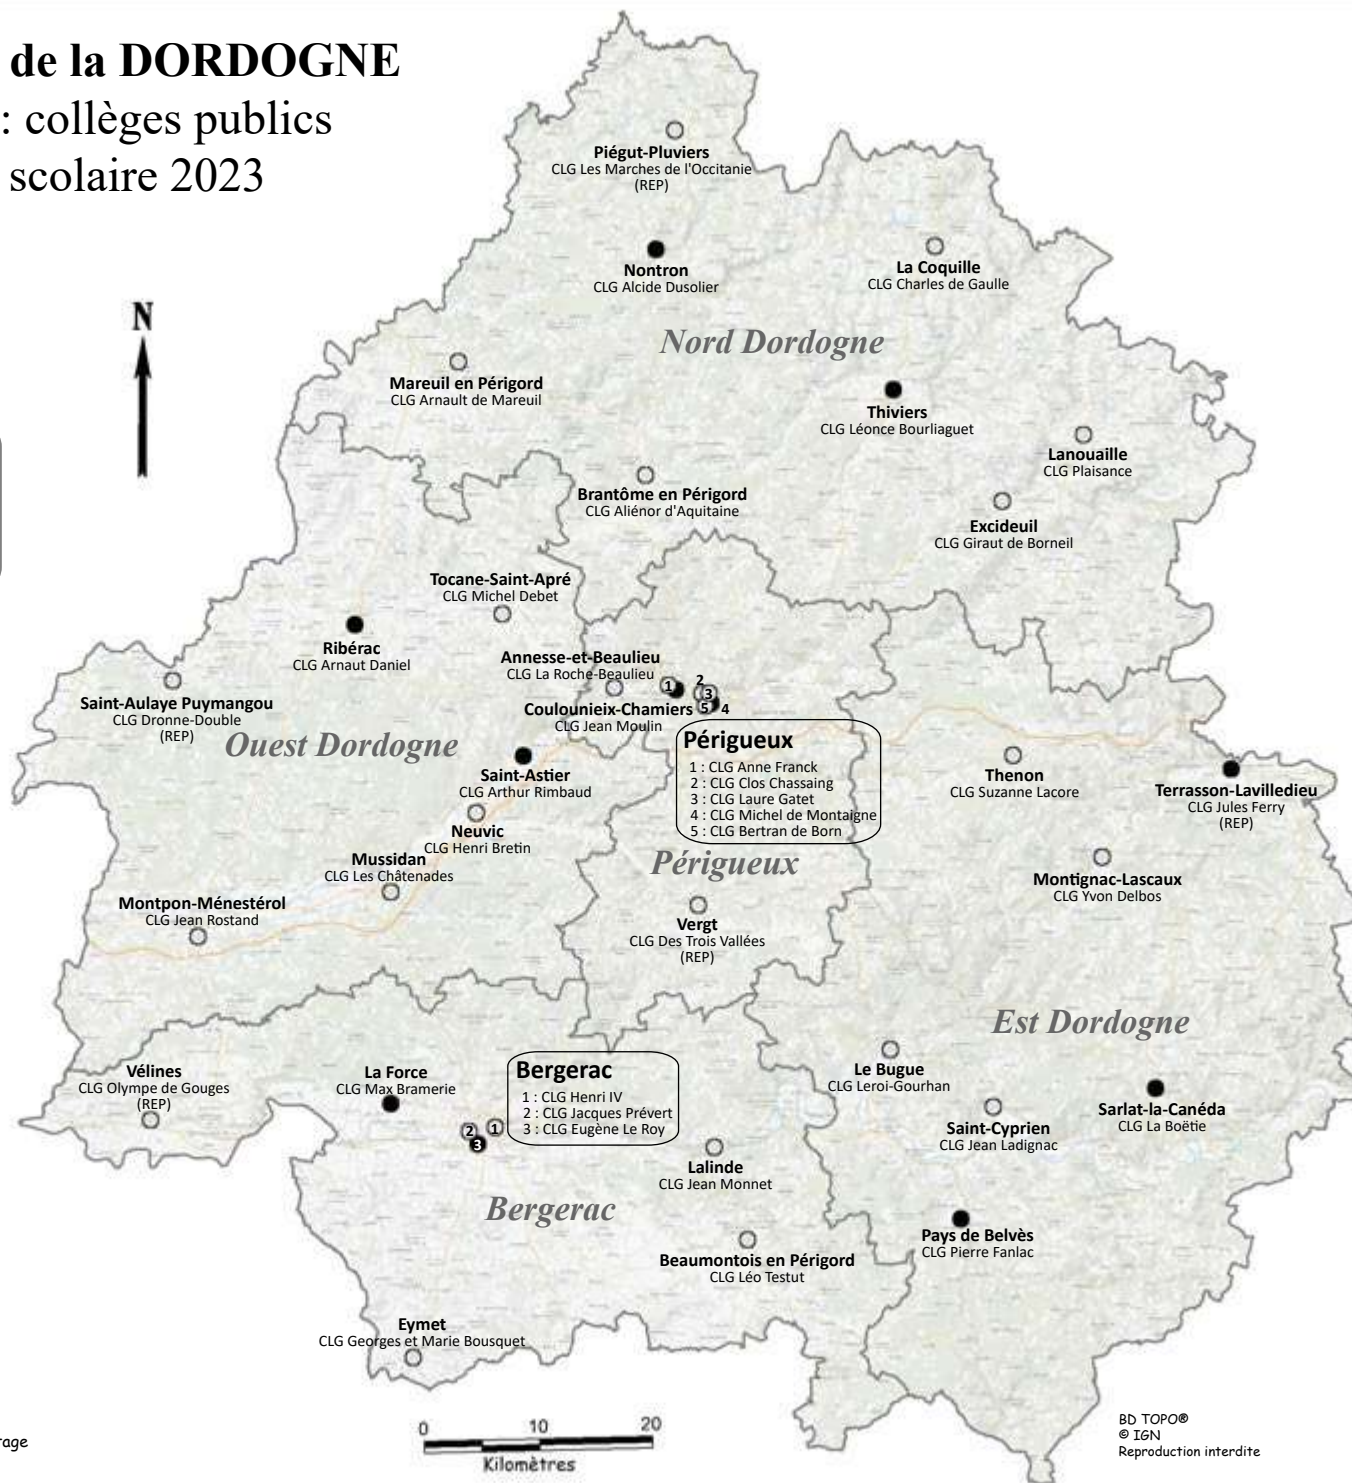 de la DORDOGNE
: collèges publics
scolaire 2023
N
Piégut-Pluviers
CLG Les Marches de l'Occitanie
(REP)
Nontron
CLG Alcide Dusolier
La Coquille
CLG Charles de Gaulle
Nord Dordogne
Mareuil en Périgord
CLG Arnault de Mareuil
Thiviers
CLG Léonce Bourliaguet
Lanouaille
CLG Plaisance
Brantôme en Périgord
CLG Aliénor d'Aquitaine
Excideuil
CLG Giraut de Borneil
Tocane-Saint-Apré
CLG Michel Debet
Ribérac
CLG Arnaut Daniel
Annesse-et-Beaulieu
CLG La Roche-Beaulieu
Saint-Aulaye Puymangou
CLG Dronne-Double
(REP)
1
2
3
5
4
Coulounieix-Chamiers
CLG Jean Moulin
Ouest Dordogne
Périgueux
1 : CLG Anne Franck
2 : CLG Clos Chassaing
3 : CLG Laure Gatet
4 : CLG Michel de Montaigne
5 : CLG Bertran de Born
Saint-Astier
CLG Arthur Rimbaud
Thenon
CLG Suzanne Lacore
Terrasson-Lavilledieu
CLG Jules Ferry
(REP)
Neuvic
CLG Henri Bretin
Mussidan
CLG Les Châtenades
Périgueux
Montignac-Lascaux
CLG Yvon Delbos
Montpon-Ménestérol
CLG Jean Rostand
Vergt
CLG Des Trois Vallées
(REP)
Est Dordogne
Vélines
CLG Olympe de Gouges
(REP)
La Force
CLG Max Bramerie
Bergerac
1 : CLG Henri IV
2 : CLG Jacques Prévert
3 : CLG Eugène Le Roy
2
1
3
Le Bugue
CLG Leroi-Gourhan
Saint-Cyprien
CLG Jean Ladignac
Sarlat-la-Canéda
CLG La Boëtie
Lalinde
CLG Jean Monnet
Bergerac
Pays de Belvès
CLG Pierre Fanlac
Beaumontois en Périgord
CLG Léo Testut
Eymet
CLG Georges et Marie Bousquet
0 10 20
Kilomètres
BD TOPO®
© IGN
Reproduction interdite